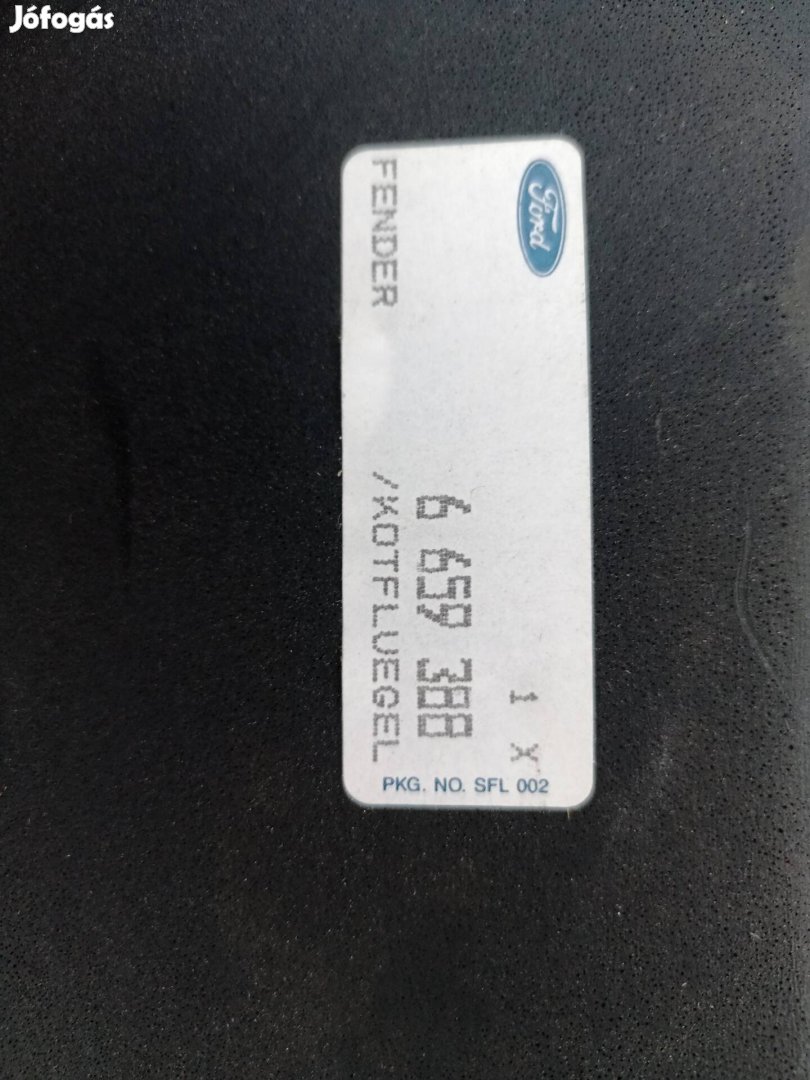 Jófogás
Ford
1 X
6 659 388
FENDER /KOTFLUEGEL
PKG. NO. SFL 002